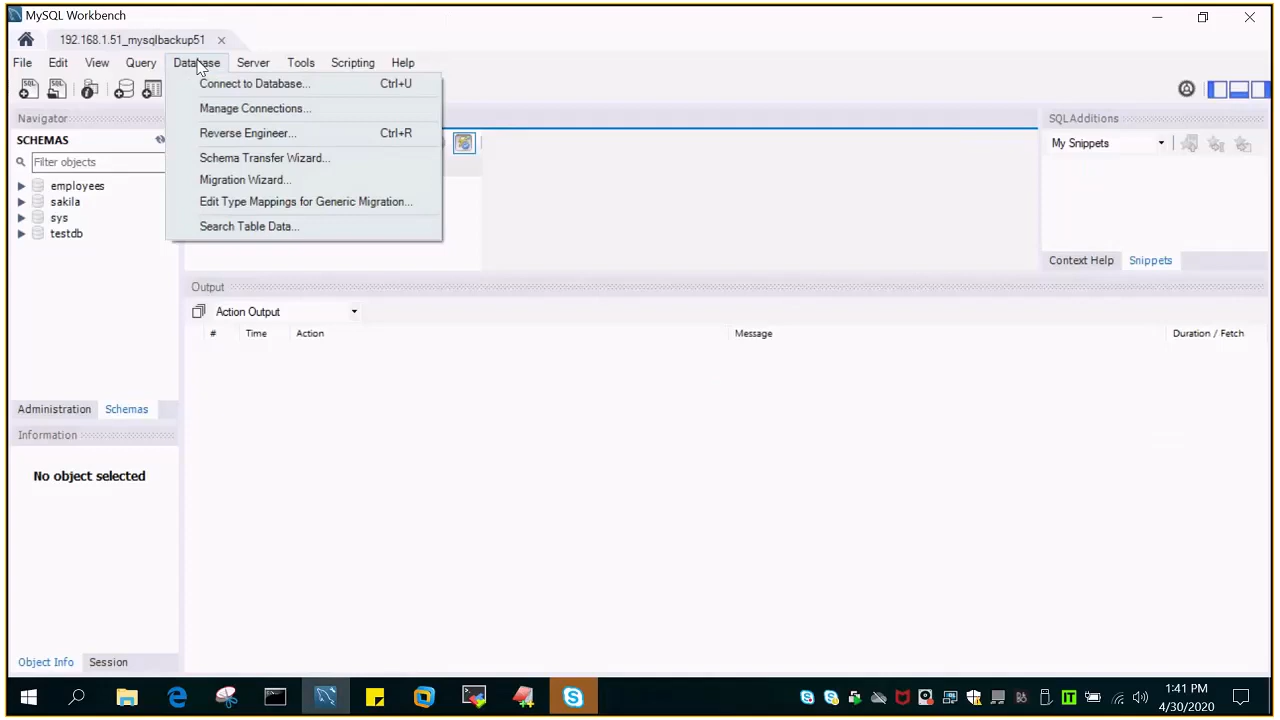 MySQL Workbench
192.168.1.51_mysqlbackup51
File Edit View Query Database Server Tools Scripting Help
Connect to Database... Ctrl+U
Manage Connections...
Reverse Engineer... Ctrl+R
Schema Transfer Wizard...
Migration Wizard...
Edit Type Mappings for Generic Migration...
Search Table Data...
Navigator
SCHEMAS
Filter objects
employees
sakila
sys
testdb
Administration Schemas
Information
No object selected
Object Info Session
SQLAdditions
My Snippets
Context Help Snippets
Output
Action Output
# Time Action Message Duration / Fetch
1:41 PM
4/30/2020